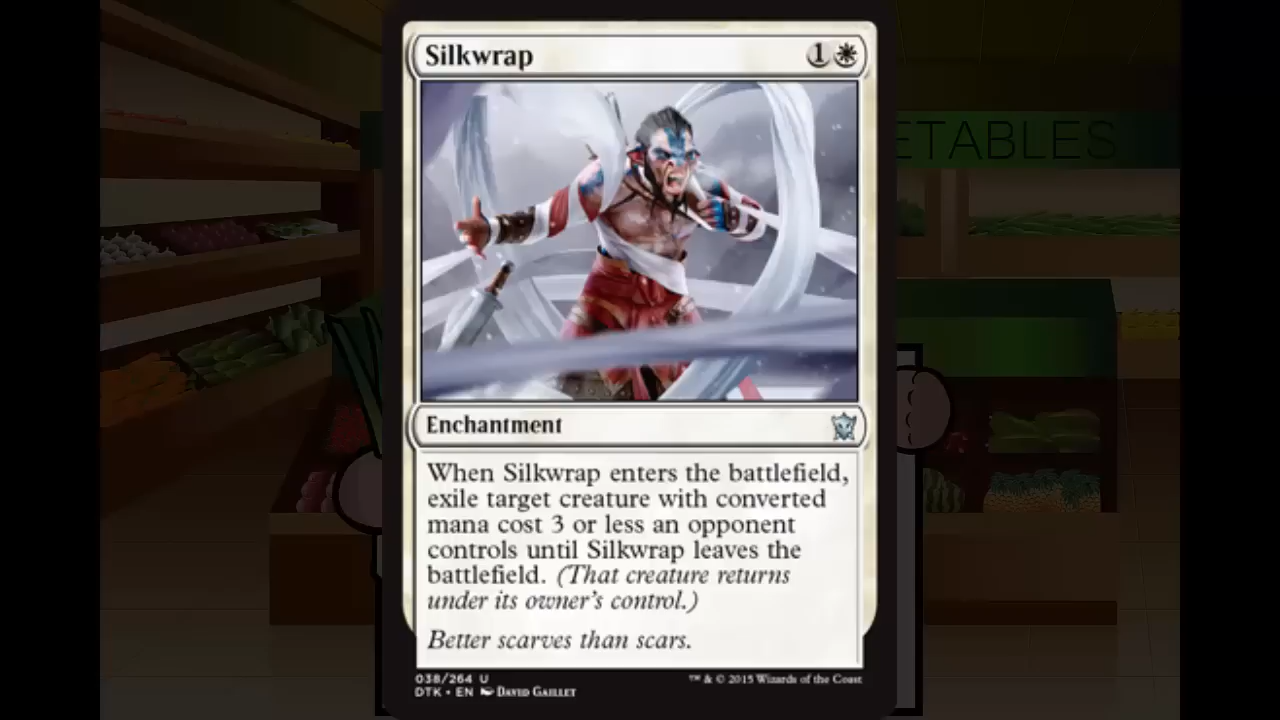 Silkwrap
1
ETABLES
Enchantment
When Silkwrap enters the battlefield,
exile target creature with converted
mana cost 3 or less an opponent
controls until Silkwrap leaves the
battlefield. (That creature returns
under its owner's control.)
Better scarves than scars.
038/264 U
DTK • EN DAVID GAILLET
™ & © 2015 Wizards of the Coast